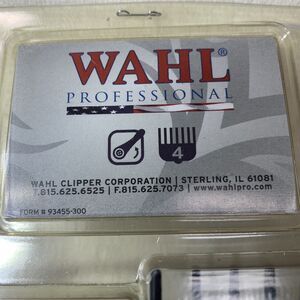 WAHL®
PROFESSIONAL
4
WAHL CLIPPER CORPORATION | STERLING, IL 61081
T.815.625.6525 | F.815.625.7073 | www.wahlpro.com
FORM # 93455-300